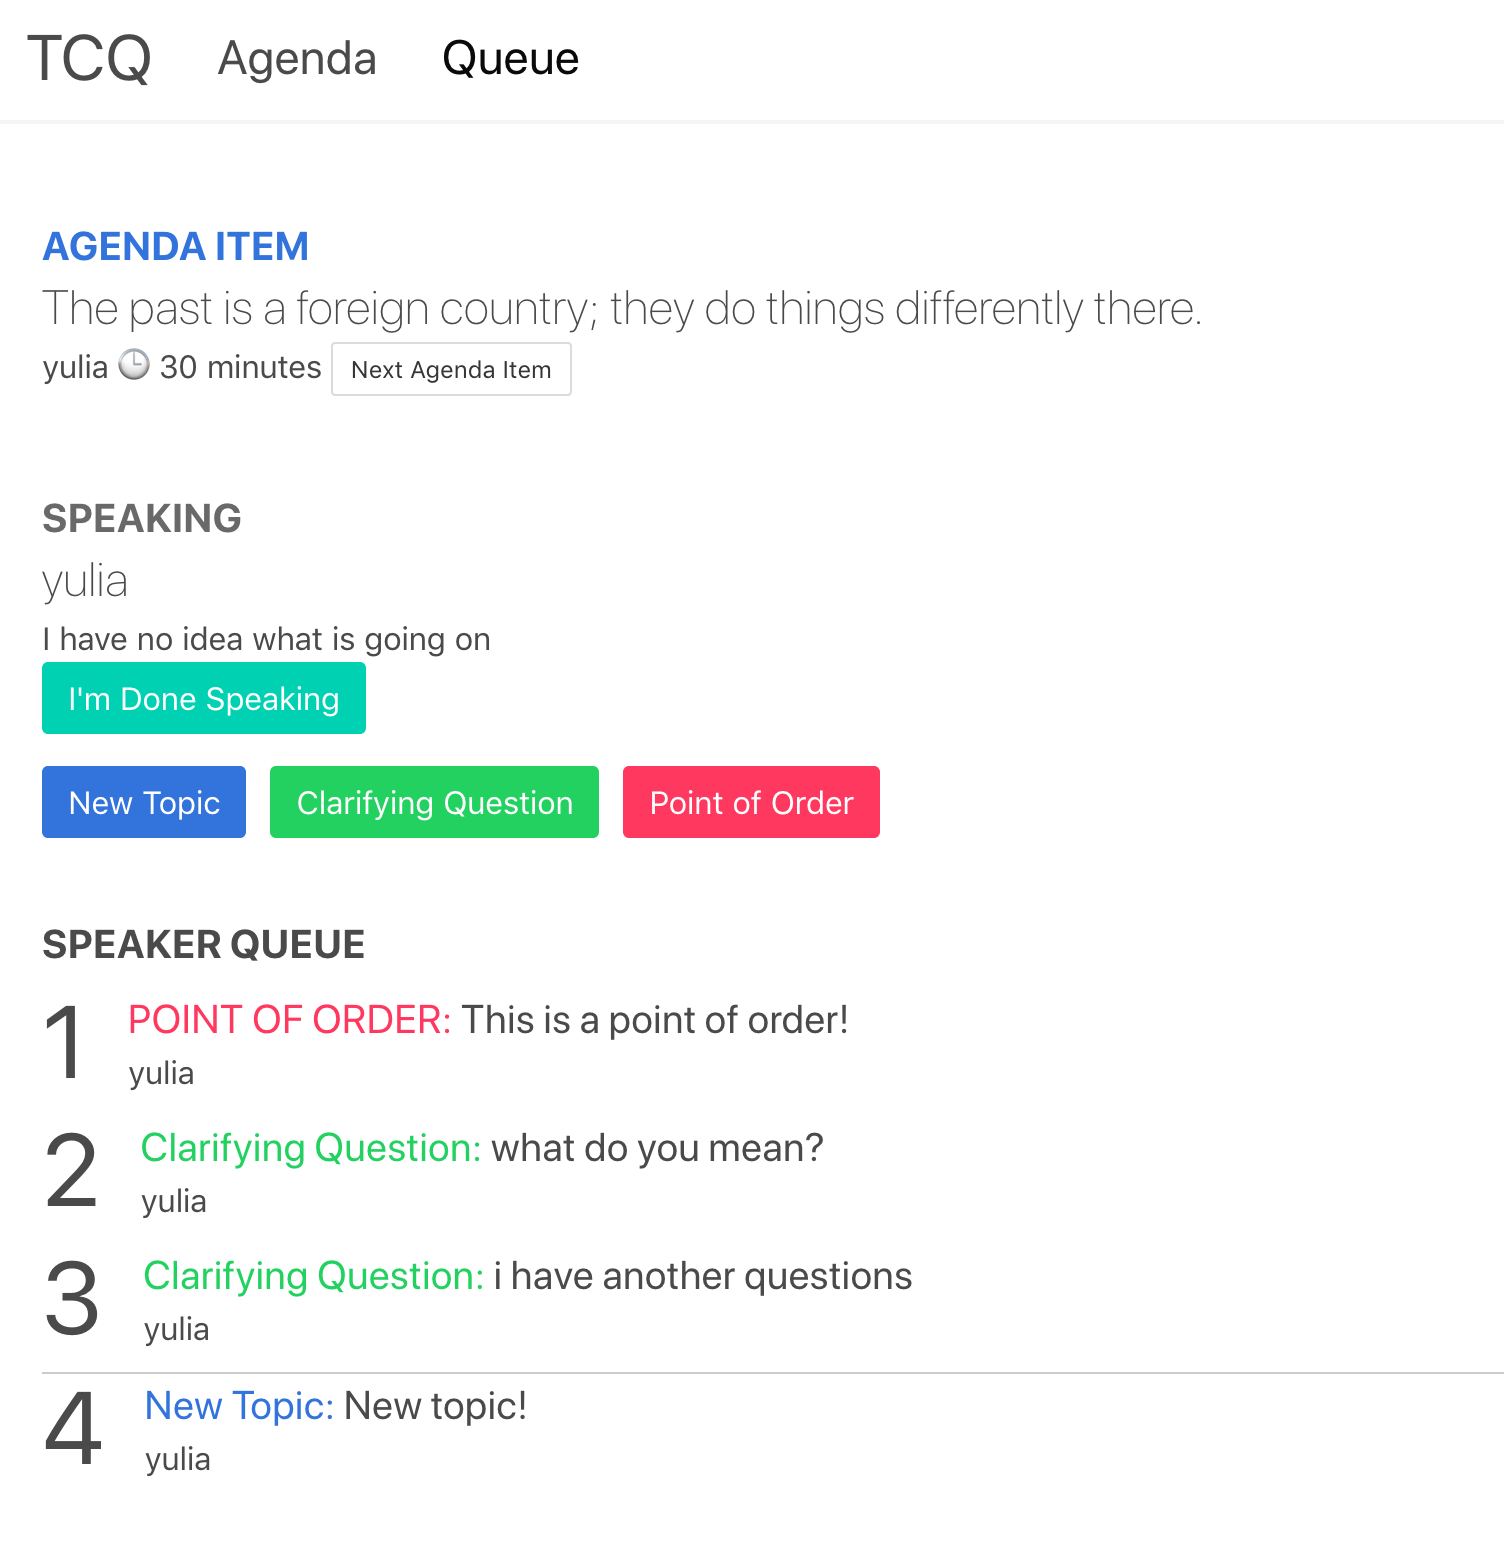 TCQ Agenda Queue
AGENDA ITEM
The past is a foreign country; they do things differently there.
yulia 🕒 30 minutes Next Agenda Item
SPEAKING
yulia
I have no idea what is going on
I'm Done Speaking
New Topic Clarifying Question Point of Order
SPEAKER QUEUE
1 POINT OF ORDER: This is a point of order!
yulia
2 Clarifying Question: what do you mean?
yulia
3 Clarifying Question: i have another questions
yulia
4 New Topic: New topic!
yulia